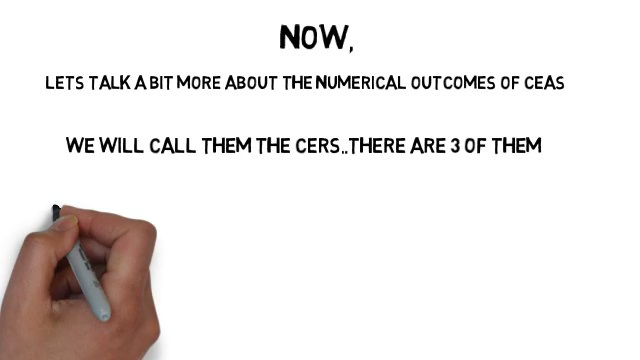 NOW,
LETS TALK A BIT MORE ABOUT THE NUMERICAL OUTCOMES OF CEAS
WE WILL CALL THEM THE CERS..THERE ARE 3 OF THEM